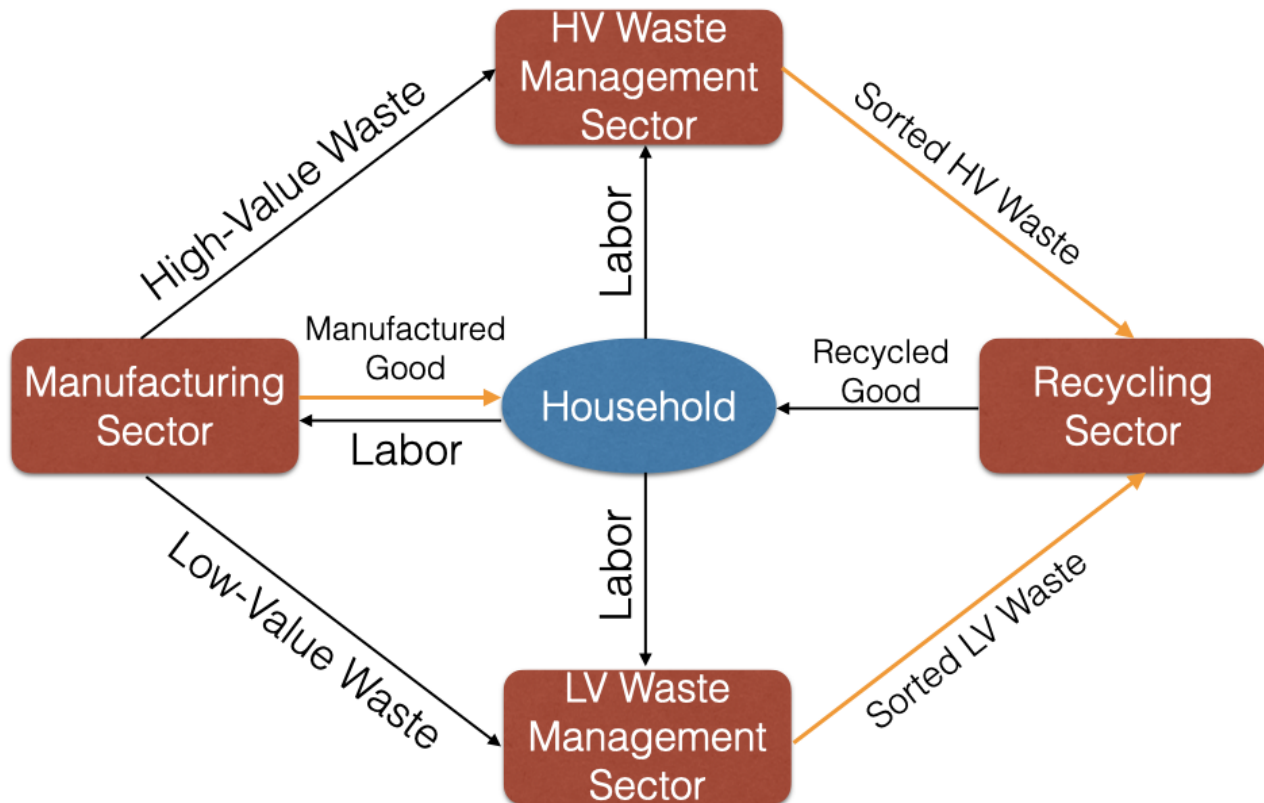 HV Waste
Management
Sector
High-Value Waste
Sorted HV Waste
Labor
Manufacturing
Sector
Manufactured
Good
Labor
Household
Recycled
Good
Recycling
Sector
Labor
Low-Value Waste
Sorted LV Waste
LV Waste
Management
Sector